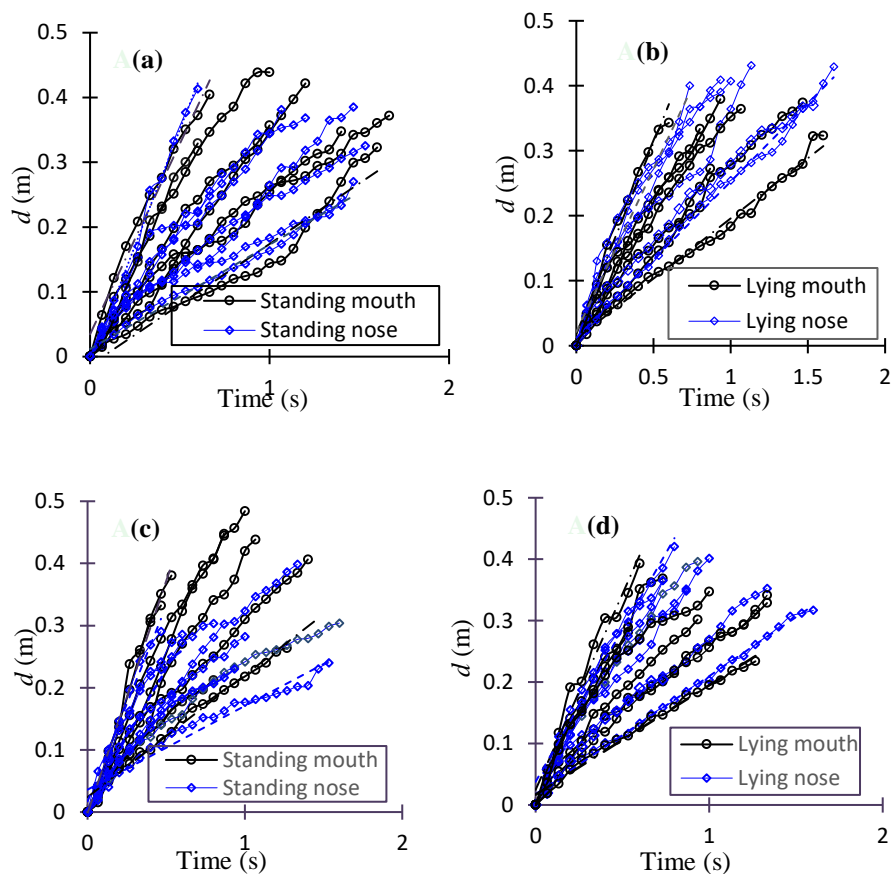 A(a)
0.5
0.4
0.3
0.2
0.1
0
d (m)
0
1
2
Time (s)
Standing mouth
Standing nose
A(b)
0.5
0.4
0.3
0.2
0.1
0
d (m)
0
0.5
1
1.5
2
Time (s)
Lying mouth
Lying nose
A(c)
0.5
0.4
0.3
0.2
0.1
0
d (m)
0
1
2
Time (s)
Standing mouth
Standing nose
A(d)
0.5
0.4
0.3
0.2
0.1
0
d (m)
0
1
2
Time (s)
Lying mouth
Lying nose